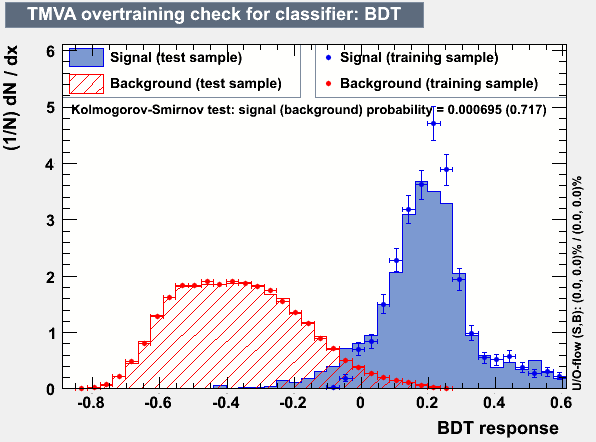 TMVA overtraining check for classifier: BDT
(1/N) dN / dx
6
5
4
3
2
1
0
Signal (test sample)
Signal (training sample)
Background (test sample)
Background (training sample)
Kolmogorov-Smirnov test: signal (background) probability = 0.000695 (0.717)
U/O-flow (S,B): (0.0, 0.0)% / (0.0, 0.0)%
-0.8 -0.6 -0.4 -0.2 0 0.2 0.4 0.6
BDT response